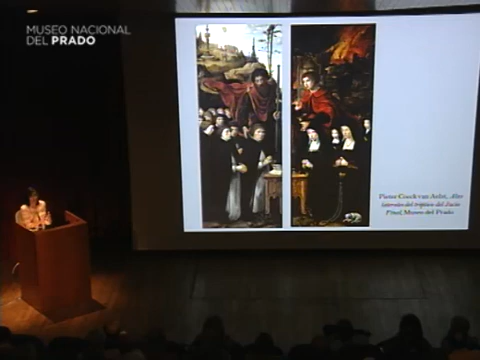 MUSEO NACIONAL
DEL PRADO
Pieter Coeck van Aelst, Alas
laterales del tríptico del Juicio
Final, Museo del Prado